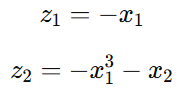 z₁ = −x₁
z₂ = −x₁³ − x₂